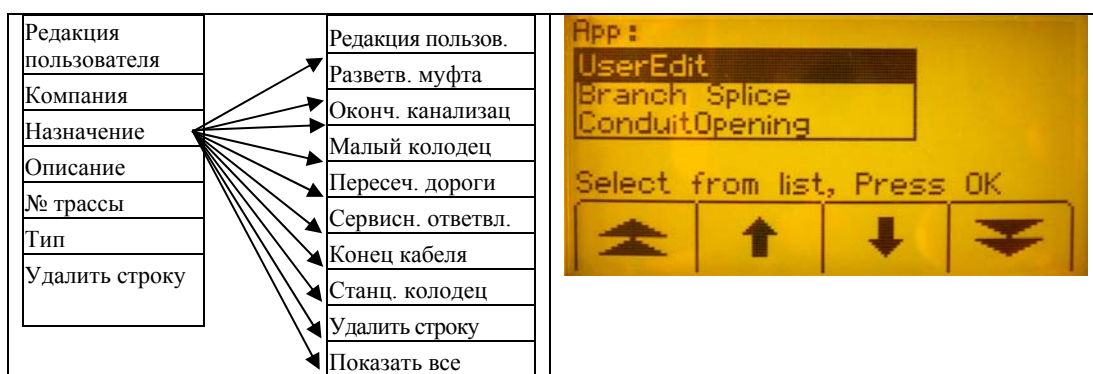 Редакция
пользователя
Компания
Назначение
Описание
№ трассы
Тип
Удалить строку
Редакция пользов.
Разветв. муфта
Оконч. канализац
Малый колодец
Пересеч. дороги
Сервисн. ответвл.
Конец кабеля
Станц. колодец
Удалить строку
Показать все
App:
UserEdit
Branch Splice
ConduitOpening
Select from list, Press OK